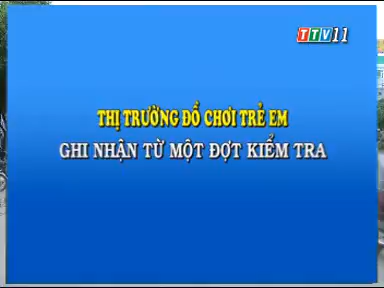 TTV11
THỊ TRƯỜNG ĐỒ CHƠI TRẺ EM
GHI NHẬN TỪ MỘT ĐỢT KIỂM TRA